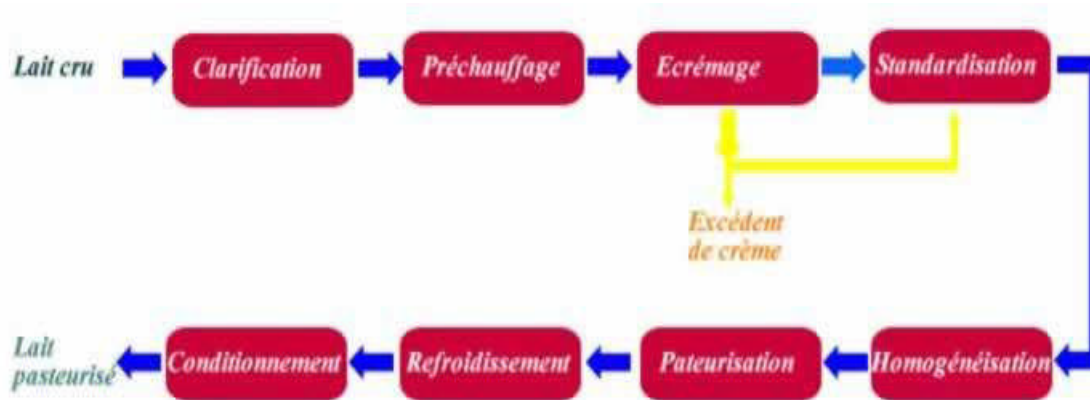 Lait cru
Clarification
Préchauffage
Ecrémage
Standardisation
Excédent
de crème
Lait
pasteurisé
Conditionnement
Refroidissement
Pateurisation
Homogénéisation